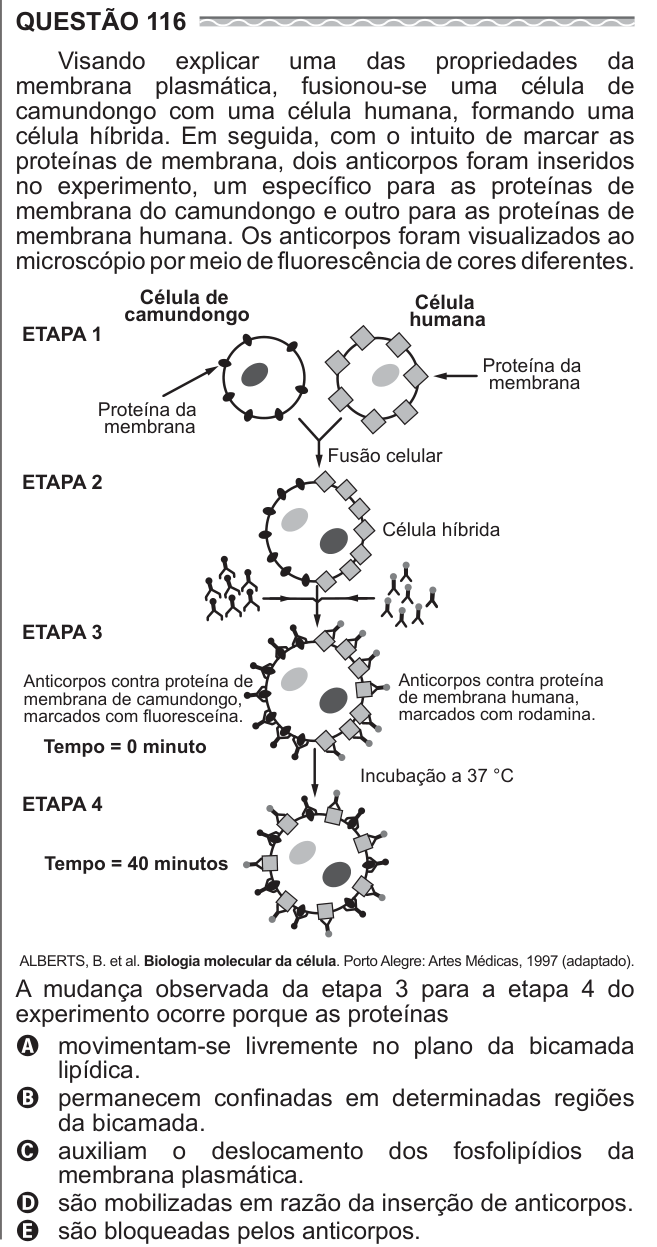 QUESTÃO 116
Visando explicar uma das propriedades da
membrana plasmática, fusionou-se uma célula de
camundongo com uma célula humana, formando uma
célula híbrida. Em seguida, com o intuito de marcar as
proteínas de membrana, dois anticorpos foram inseridos
no experimento, um específico para as proteínas de
membrana do camundongo e outro para as proteínas de
membrana humana. Os anticorpos foram visualizados ao
microscópio por meio de fluorescência de cores diferentes.
Célula de
camundongo
Célula
humana
ETAPA 1
Proteína da
membrana
Proteína da
membrana
Fusão celular
ETAPA 2
Célula híbrida
ETAPA 3
Anticorpos contra proteína de
membrana de camundongo,
marcados com fluoresceína.
Anticorpos contra proteína
de membrana humana,
marcados com rodamina.
Tempo = 0 minuto
Incubação a 37 °C
ETAPA 4
Tempo = 40 minutos
ALBERTS, B. et al. Biologia molecular da célula. Porto Alegre: Artes Médicas, 1997 (adaptado).
A mudança observada da etapa 3 para a etapa 4 do
experimento ocorre porque as proteínas
A movimentam-se livremente no plano da bicamada
lipídica.
B permanecem confinadas em determinadas regiões
da bicamada.
C auxiliam o deslocamento dos fosfolipídios da
membrana plasmática.
D são mobilizadas em razão da inserção de anticorpos.
E são bloqueadas pelos anticorpos.